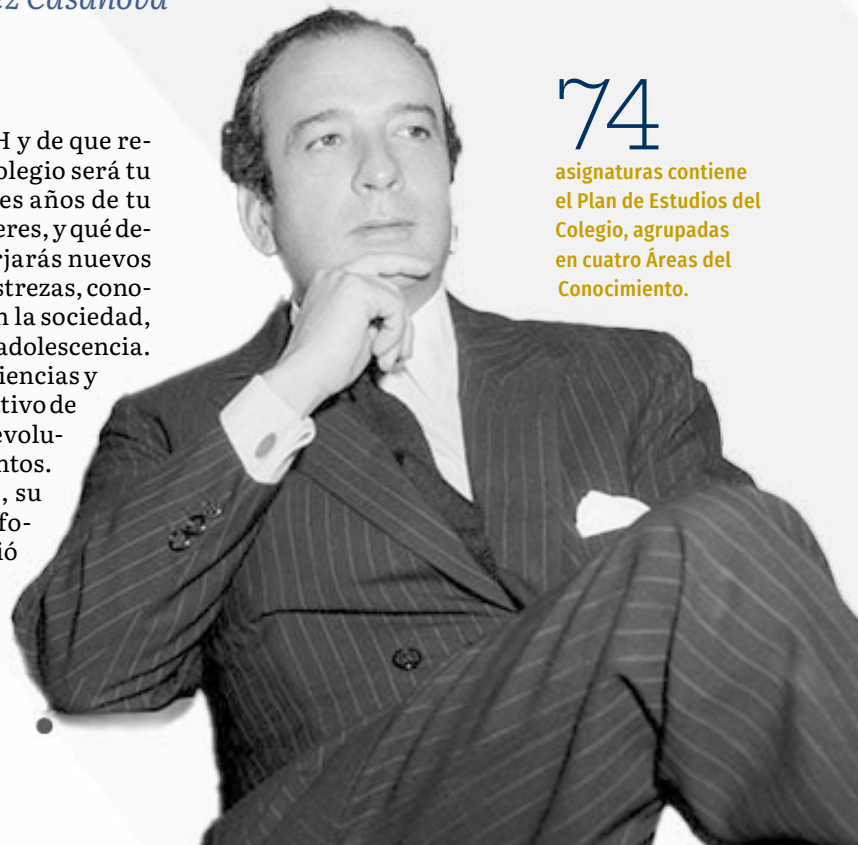 ez Casanova
H y de que re-
olegio será tu
es años de tu
eres, y qué de-
rjarás nuevos
strezas, cono-
n la sociedad,
adolescencia.
iencias y
tivo de
evolu-
ntos.
, su
fo-
ió
74
asignaturas contiene
el Plan de Estudios del
Colegio, agrupadas
en cuatro Áreas del
Conocimiento.